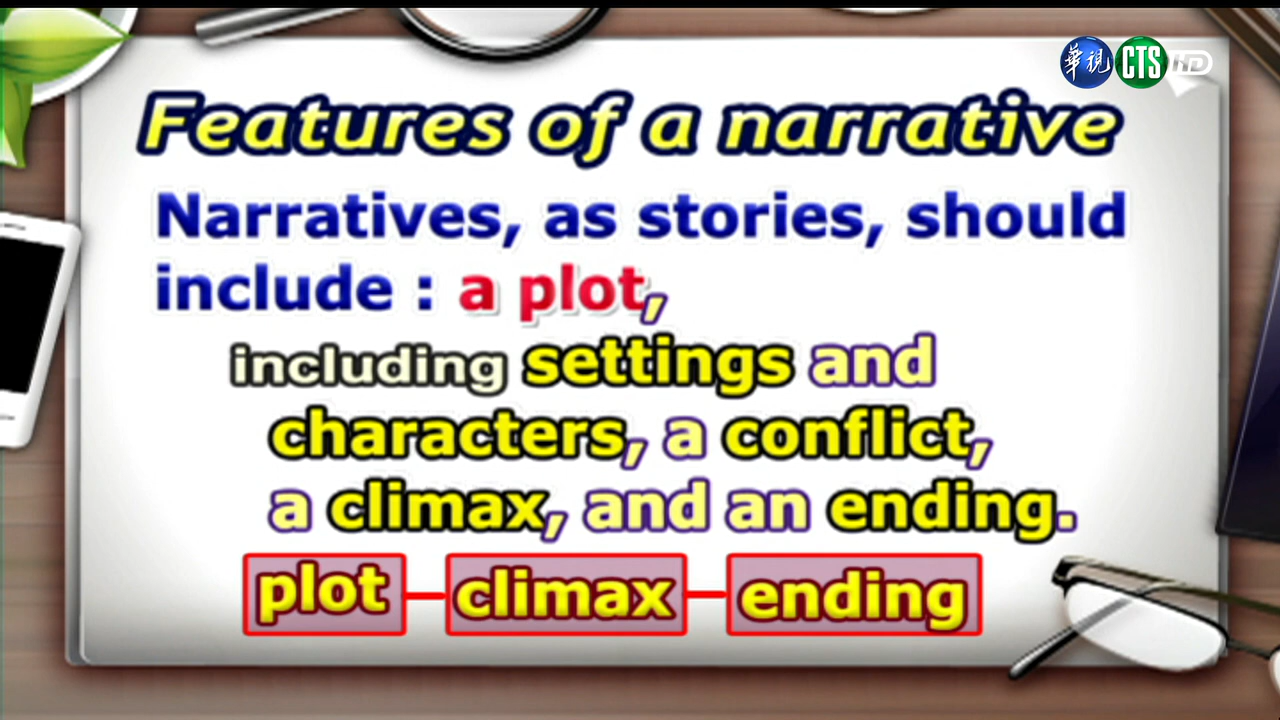 華視 CTS HD
Features of a narrative
Narratives, as stories, should
include : a plot,
including settings and
characters, a conflict,
a climax, and an ending.
plot climax ending